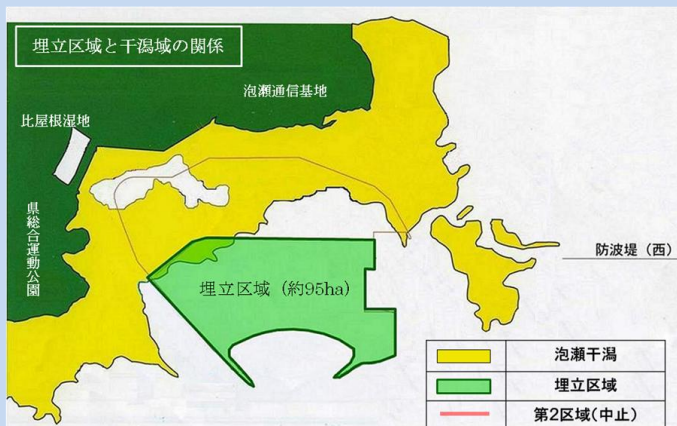 埋立区域と干潟域の関係
泡瀬通信基地
比屋根湿地
県総合運動公園
防波堤（西）
埋立区域（約95ha）
泡瀬干潟
埋立区域
第2区域（中止）